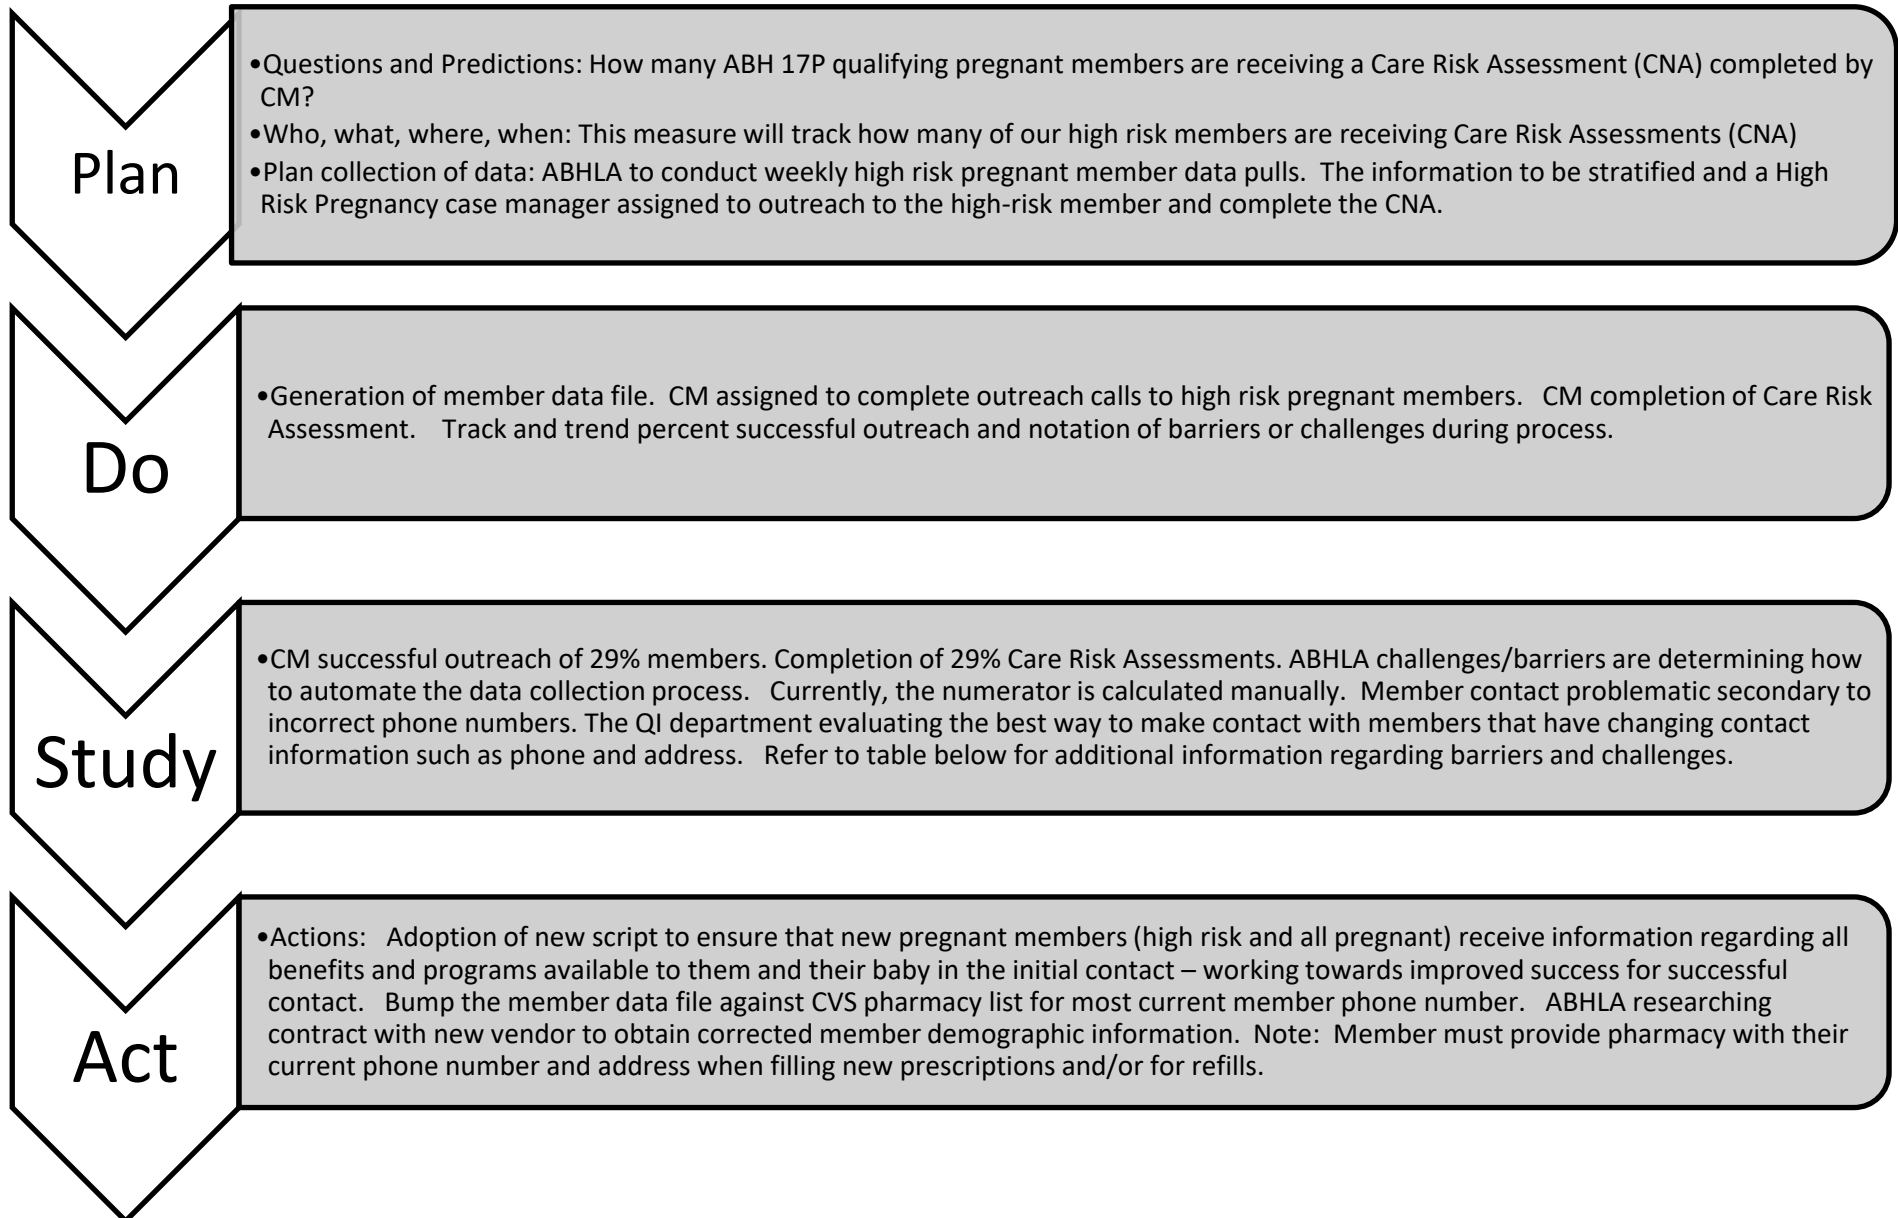 Plan
•Questions and Predictions: How many ABH 17P qualifying pregnant members are receiving a Care Risk Assessment (CNA) completed by
CM?
•Who, what, where, when: This measure will track how many of our high risk members are receiving Care Risk Assessments (CNA)
•Plan collection of data: ABHLA to conduct weekly high risk pregnant member data pulls.  The information to be stratified and a High
Risk Pregnancy case manager assigned to outreach to the high-risk member and complete the CNA.
Do
•Generation of member data file.  CM assigned to complete outreach calls to high risk pregnant members.   CM completion of Care Risk
Assessment.    Track and trend percent successful outreach and notation of barriers or challenges during process.
Study
•CM successful outreach of 29% members. Completion of 29% Care Risk Assessments. ABHLA challenges/barriers are determining how
to automate the data collection process.   Currently, the numerator is calculated manually.  Member contact problematic secondary to
incorrect phone numbers. The QI department evaluating the best way to make contact with members that have changing contact
information such as phone and address.   Refer to table below for additional information regarding barriers and challenges.
Act
•Actions:   Adoption of new script to ensure that new pregnant members (high risk and all pregnant) receive information regarding all
benefits and programs available to them and their baby in the initial contact – working towards improved success for successful
contact.   Bump the member data file against CVS pharmacy list for most current member phone number.   ABHLA researching
contract with new vendor to obtain corrected member demographic information.  Note:  Member must provide pharmacy with their
current phone number and address when filling new prescriptions and/or for refills.